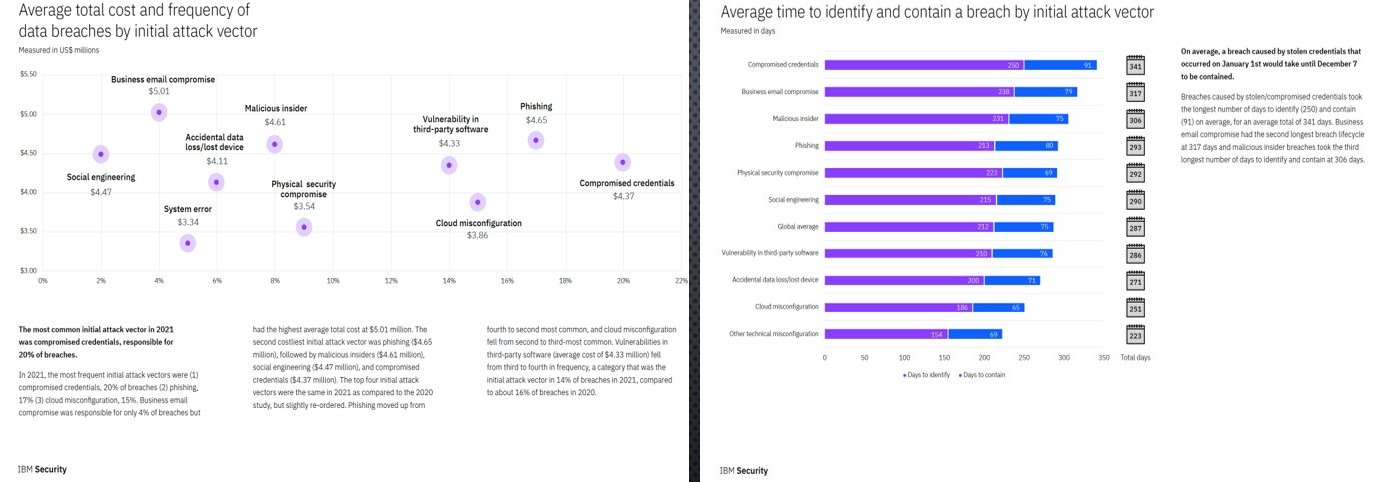 Average total cost and frequency of
data breaches by initial attack vector
Measured in US$ millions
$5.50
$5.00
$4.50
$4.00
$3.50
$3.00
0%
2%
4%
6%
8%
10%
12%
14%
16%
18%
20%
22%
Business email compromise
$5.01
Malicious insider
$4.61
Phishing
$4.65
Vulnerability in
third-party software
$4.33
Accidental data
loss/lost device
$4.11
Social engineering
$4.47
Physical security
compromise
$3.54
Compromised credentials
$4.37
System error
$3.34
Cloud misconfiguration
$3.86
The most common initial attack vector in 2021
was compromised credentials, responsible for
20% of breaches.
In 2021, the most frequent initial attack vectors were (1)
compromised credentials, 20% of breaches (2) phishing,
17% (3) cloud misconfiguration, 15%. Business email
compromise was responsible for only 4% of breaches but
had the highest average total cost at $5.01 million. The
second costliest initial attack vector was phishing ($4.65
million), followed by malicious insiders ($4.61 million),
social engineering ($4.47 million), and compromised
credentials ($4.37 million). The top four initial attack
vectors were the same in 2021 as compared to the 2020
study, but slightly re-ordered. Phishing moved up from
fourth to second most common, and cloud misconfiguration
fell from second to third-most common. Vulnerabilities in
third-party software (average cost of $4.33 million) fell
from third to fourth in frequency, a category that was the
initial attack vector in 14% of breaches in 2021, compared
to about 16% of breaches in 2020.
IBM Security
Average time to identify and contain a breach by initial attack vector
Measured in days
Compromised credentials 250 91 341
Business email compromise 238 79 317
Malicious insider 231 75 306
Phishing 213 80 293
Physical security compromise 223 69 292
Social engineering 215 75 290
Global average 212 75 287
Vulnerability in third-party software 210 76 286
Accidental data loss/lost device 200 71 271
Cloud misconfiguration 186 65 251
Other technical misconfiguration 154 69 223
0 50 100 150 200 250 300 350 Total days
Days to identify Days to contain
On average, a breach caused by stolen credentials that
occurred on January 1st would take until December 7
to be contained.
Breaches caused by stolen/compromised credentials took
the longest number of days to identify (250) and contain
(91) on average, for an average total of 341 days. Business
email compromise had the second longest breach lifecycle
at 317 days and malicious insider breaches took the third
longest number of days to identify and contain at 306 days.
IBM Security